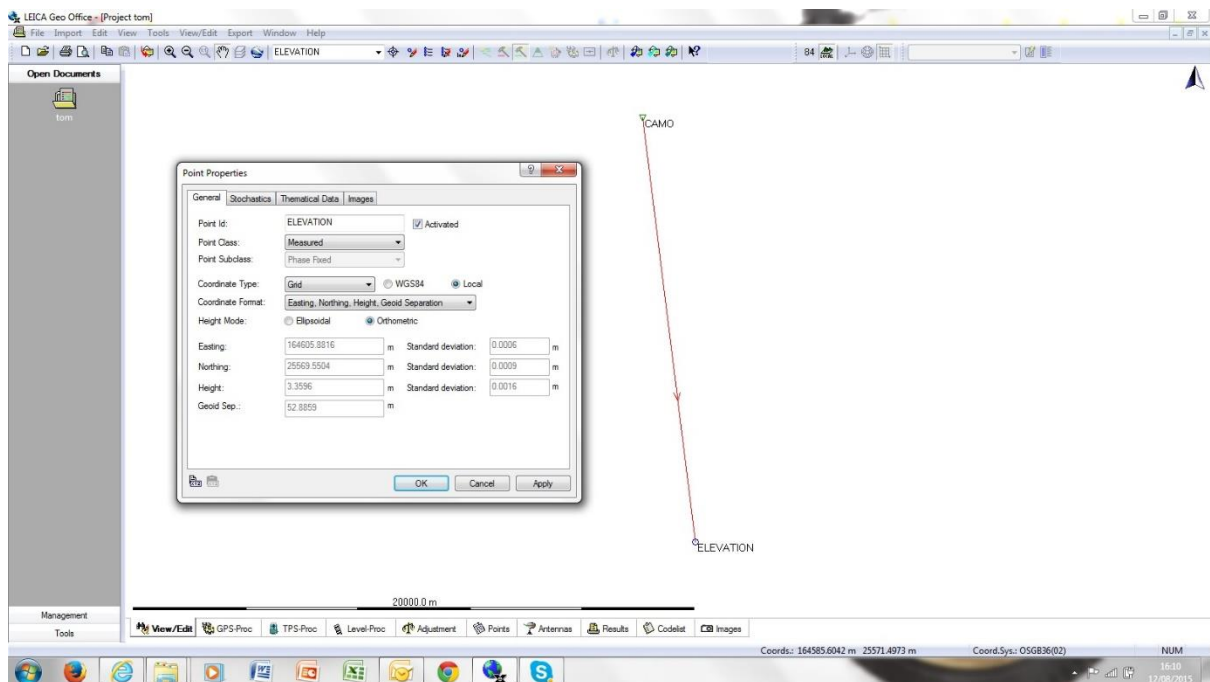 LEICA Geo Office - [Project tom]
File Import Edit View Tools View/Edit Export Window Help
ELEVATION
84
Open Documents
tom
CAMO
Point Properties
General Stochastics Thematical Data Images
Point Id: ELEVATION Activated
Point Class: Measured
Point Subclass: Phase Fixed
Coordinate Type: Grid WGS84 Local
Coordinate Format: Easting, Northing, Height, Geoid Separation
Height Mode: Ellipsoidal Orthometric
Easting: 164605.8816 m Standard deviation: 0.0006 m
Northing: 25569.5504 m Standard deviation: 0.0009 m
Height: 3.3596 m Standard deviation: 0.0016 m
Geoid Sep.: 52.8859 m
OK Cancel Apply
ELEVATION
20000.0 m
Management
Tools
View/Edit GPS-Proc TPS-Proc Level-Proc Adjustment Points Antennas Results Codelist Images
Coords.: 164585.6042 m 25571.4973 m Coord.Sys.: OSGB36(02) NUM
16:10
12/08/2015